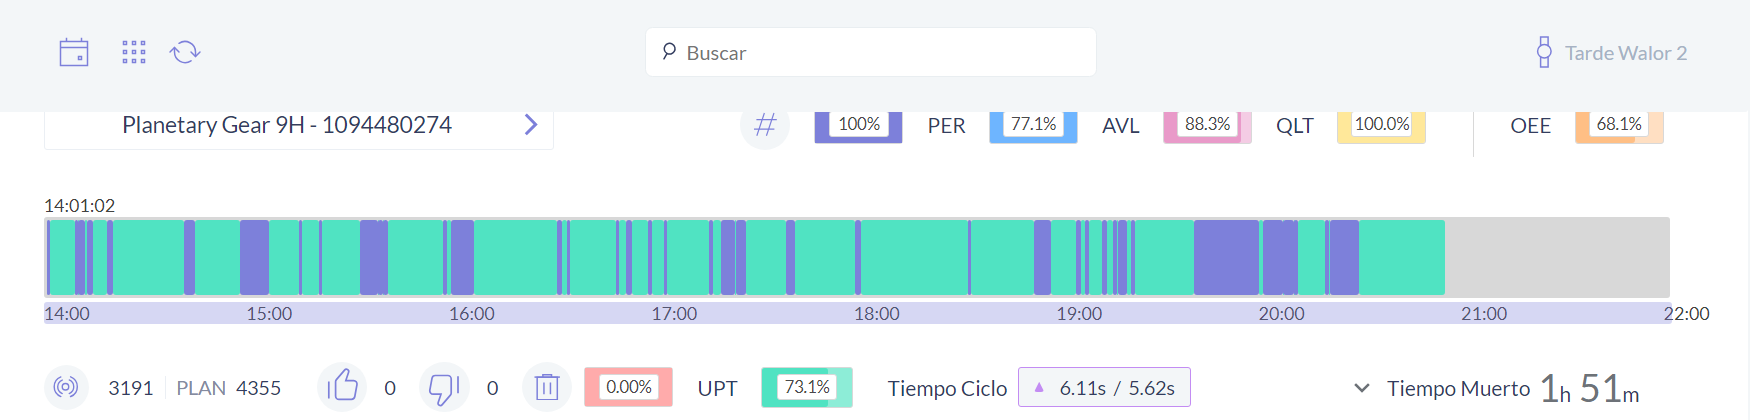 Buscar
Tarde Walor 2
Planetary Gear 9H - 1094480274
# 100% PER 77.1% AVL 88.3% QLT 100.0% OEE 68.1%
14:01:02
14:00 15:00 16:00 17:00 18:00 19:00 20:00 21:00 22:00
3191 PLAN 4355 0 0 0.00% UPT 73.1% Tiempo Ciclo 6.11s / 5.62s Tiempo Muerto 1h 51m